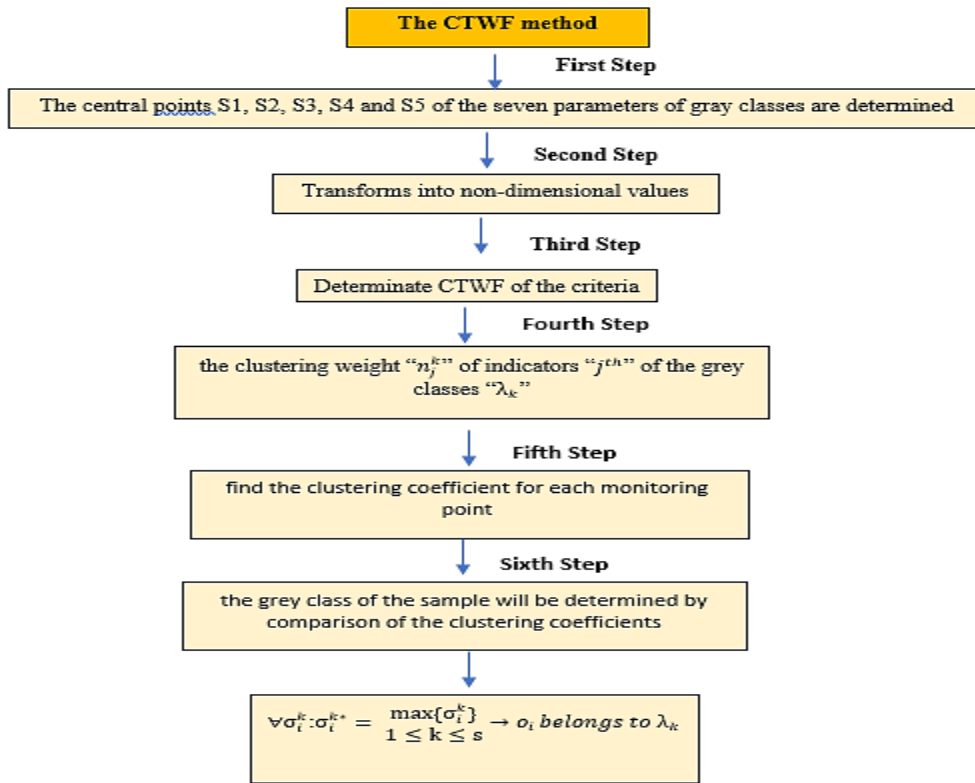 The CTWF method
First Step
The central points S1, S2, S3, S4 and S5 of the seven parameters of gray classes are determined
Second Step
Transforms into non-dimensional values
Third Step
Determinate CTWF of the criteria
Fourth Step
the clustering weight “n_j^k” of indicators “j^th” of the grey
classes “λ_k”
Fifth Step
find the clustering coefficient for each monitoring
point
Sixth Step
the grey class of the sample will be determined by
comparison of the clustering coefficients
∀σ_i^k:σ_i^k* = max{σ_i^k} → o_i belongs to λ_k
1 ≤ k ≤ s